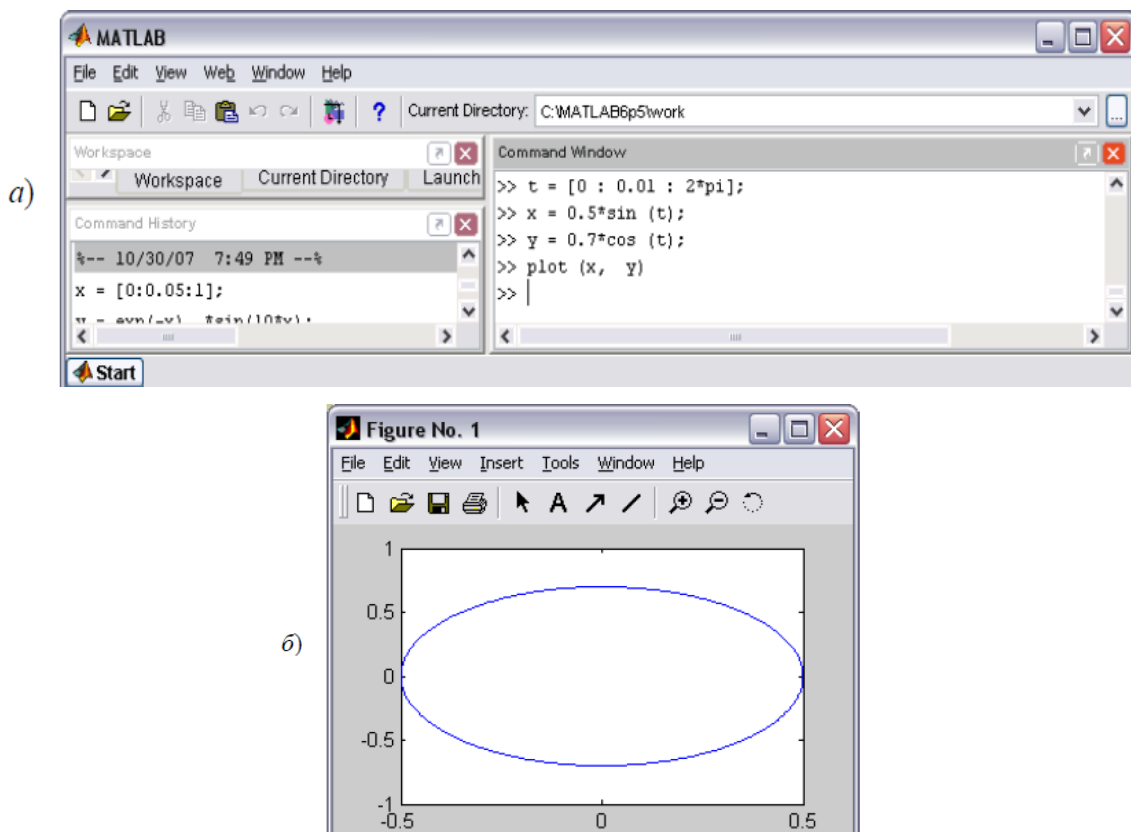 а)
MATLAB
File Edit View Web Window Help
? Current Directory: C:\MATLAB6p5\work ...
Workspace
Workspace Current Directory Launch
Command History
%-- 10/30/07 7:49 PM --%
x = [0:0.05:1];
Command Window
>> t = [0 : 0.01 : 2*pi];
>> x = 0.5*sin (t);
>> y = 0.7*cos (t);
>> plot (x, y)
>>
Start
б)
Figure No. 1
File Edit View Insert Tools Window Help
A
1
0.5
0
-0.5
-1
-0.5 0 0.5